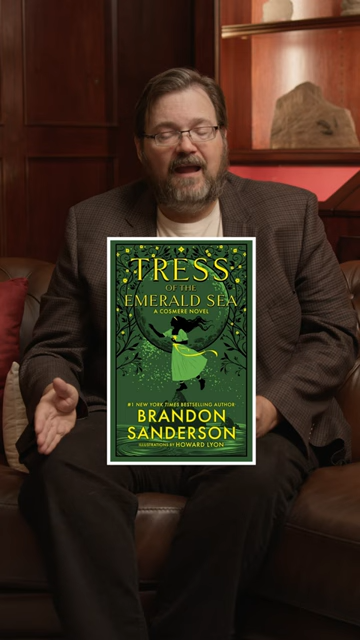 TRESS
OF THE
EMERALD SEA
A COSMERE NOVEL
#1 NEW YORK TIMES BESTSELLING AUTHOR
BRANDON
SANDERSON
ILLUSTRATIONS BY HOWARD LYON